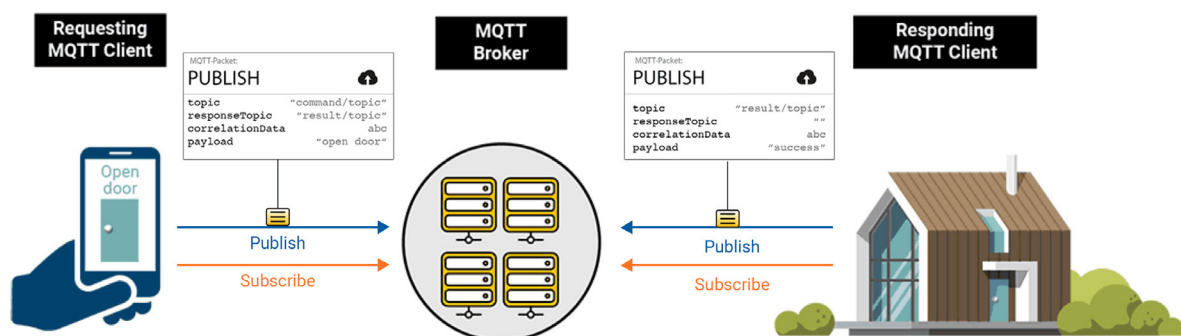 Requesting
MQTT Client
MQTT-Packet:
PUBLISH
topic "command/topic"
responseTopic "result/topic"
correlationData abc
payload "open door"
MQTT
Broker
MQTT-Packet:
PUBLISH
topic "result/topic"
responseTopic ""
correlationData abc
payload "success"
Responding
MQTT Client
Open
door
Publish
Subscribe
Publish
Subscribe